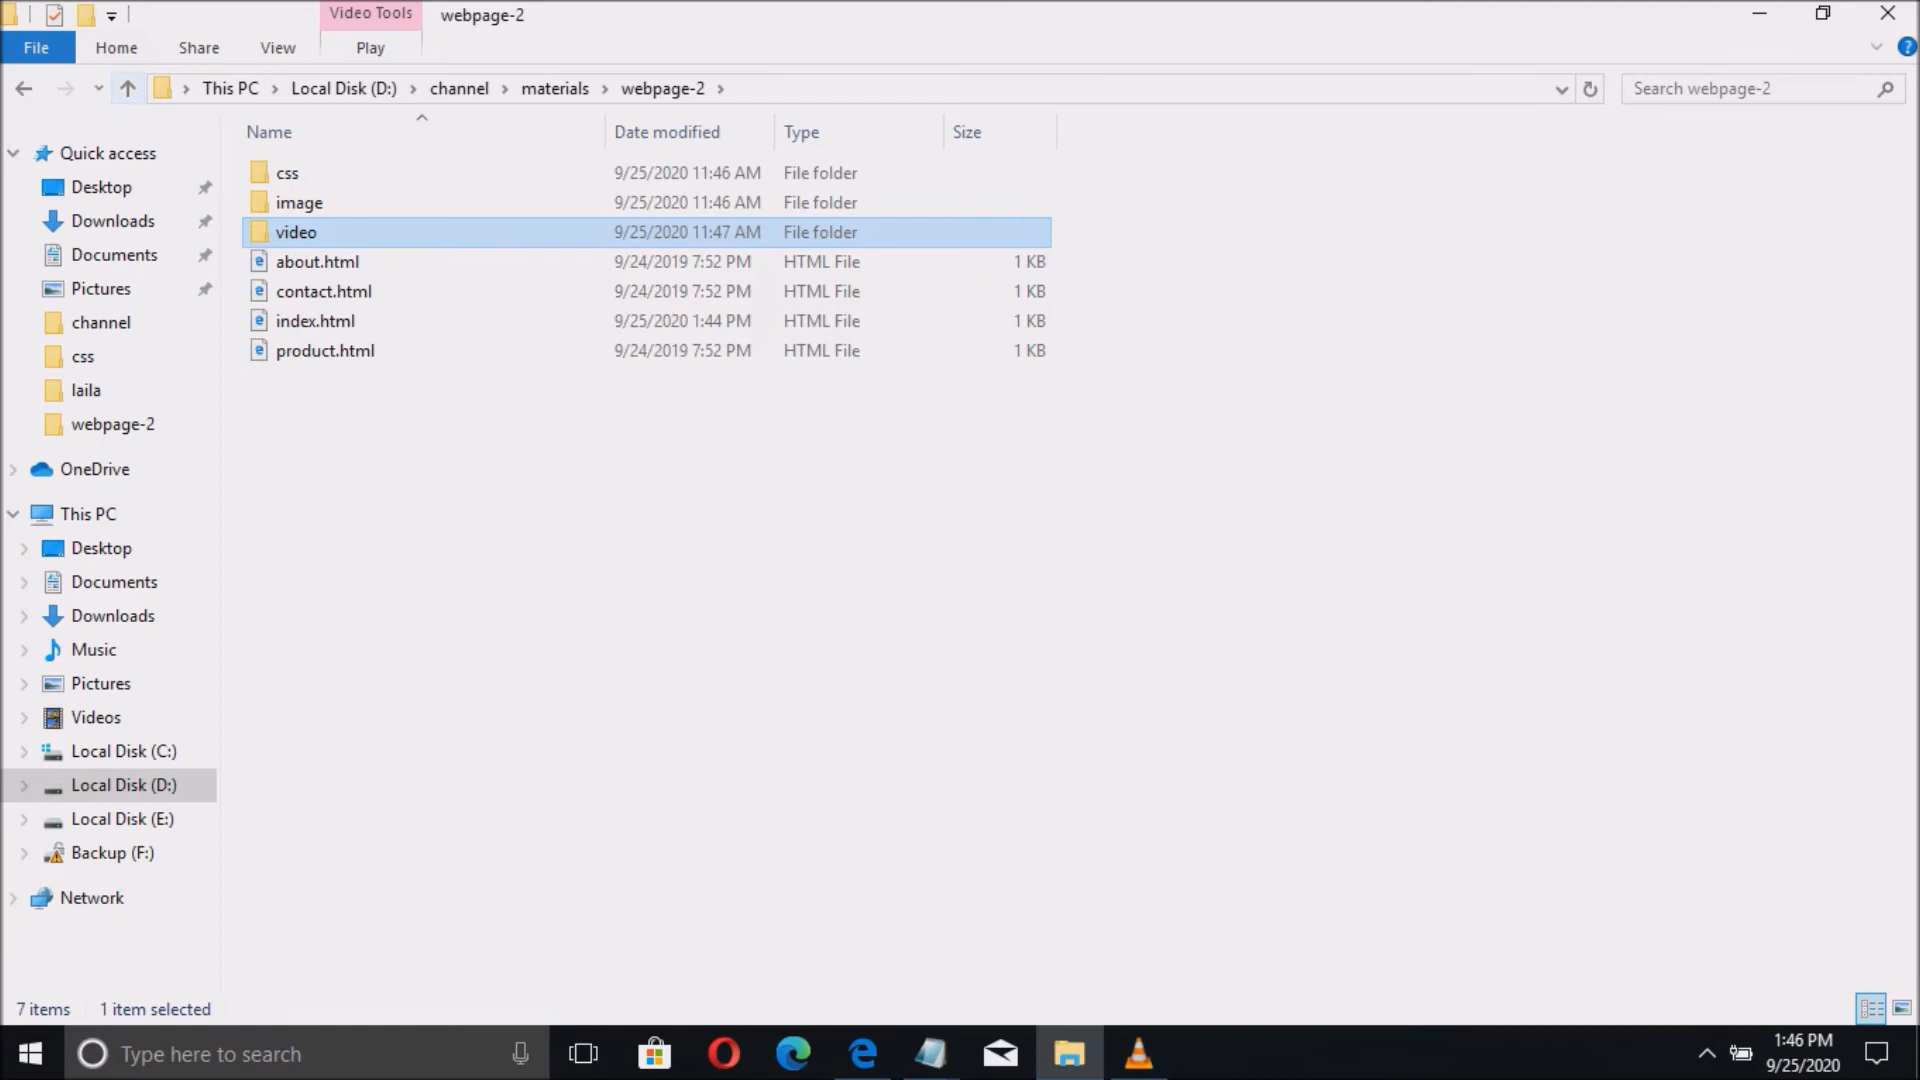 Video Tools webpage-2
File Home Share View Play
This PC Local Disk (D:) channel materials webpage-2 Search webpage-2
Name Date modified Type Size
Quick access
Desktop
Downloads
Documents
Pictures
channel
css
laila
webpage-2
OneDrive
This PC
Desktop
Documents
Downloads
Music
Pictures
Videos
Local Disk (C:)
Local Disk (D:)
Local Disk (E:)
Backup (F:)
Network
css 9/25/2020 11:46 AM File folder
image 9/25/2020 11:46 AM File folder
video 9/25/2020 11:47 AM File folder
about.html 9/24/2019 7:52 PM HTML File 1 KB
contact.html 9/24/2019 7:52 PM HTML File 1 KB
index.html 9/25/2020 1:44 PM HTML File 1 KB
product.html 9/24/2019 7:52 PM HTML File 1 KB
7 items 1 item selected
Type here to search
1:46 PM
9/25/2020